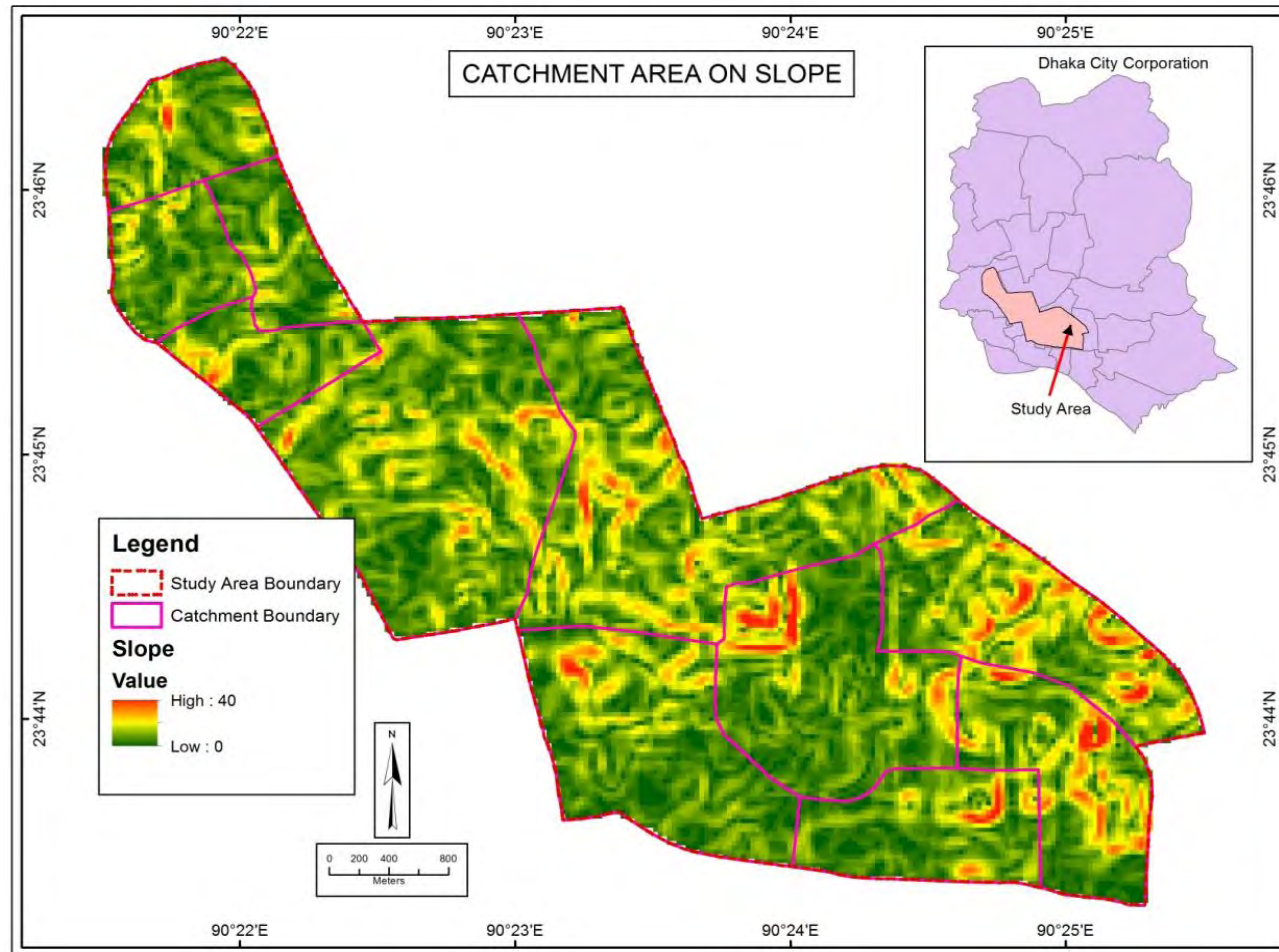 90°22'E
90°23'E
90°24'E
90°25'E
CATCHMENT AREA ON SLOPE
Dhaka City Corporation
Study Area
23°46'N
23°46'N
23°45'N
23°45'N
23°44'N
23°44'N
Legend
Study Area Boundary
Catchment Boundary
Slope
Value
High : 40
Low : 0
N
0 200 400 800
Meters
90°22'E
90°23'E
90°24'E
90°25'E